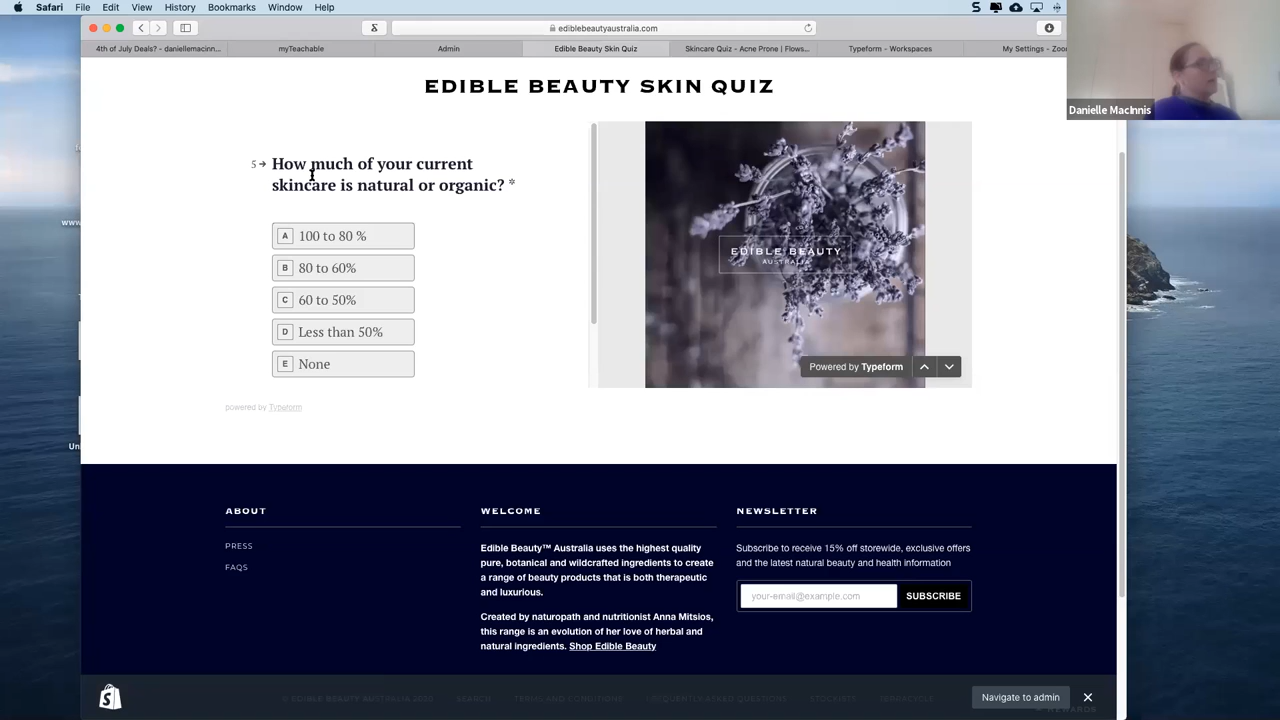 Safari File Edit View History Bookmarks Window Help
ediblebeautyaustralia.com
4th of July Deals? - daniellemacinn...
myTeachable
Admin
Edible Beauty Skin Quiz
Skincare Quiz - Acne Prone | Flows...
Typeform - Workspaces
My Settings - Zoo
Danielle MacInnis
EDIBLE BEAUTY SKIN QUIZ
5 → How much of your current
skincare is natural or organic? *
A 100 to 80 %
B 80 to 60%
C 60 to 50%
D Less than 50%
E None
EDIBLE BEAUTY
AUSTRALIA
Powered by Typeform
powered by Typeform
www
Un
ABOUT
PRESS
FAQS
WELCOME
Edible Beauty™ Australia uses the highest quality
pure, botanical and wildcrafted ingredients to create
a range of beauty products that is both therapeutic
and luxurious.
Created by naturopath and nutritionist Anna Mitsios,
this range is an evolution of her love of herbal and
natural ingredients. Shop Edible Beauty
NEWSLETTER
Subscribe to receive 15% off storewide, exclusive offers
and the latest natural beauty and health information
your-email@example.com SUBSCRIBE
© EDIBLE BEAUTY AUSTRALIA 2020 SEARCH TERMS AND CONDITIONS FREQUENTLY ASKED QUESTIONS STOCKISTS TERRACYCLE
Navigate to admin
REWARDS